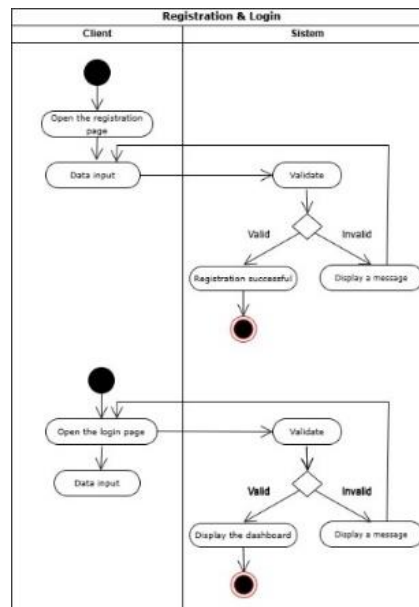 Registration & Login
Client
Sistem
Open the registration
page
Data input
Validate
Valid
Invalid
Registration successful
Display a message
Open the login page
Validate
Data input
Valid
Invalid
Display the dashboard
Display a message